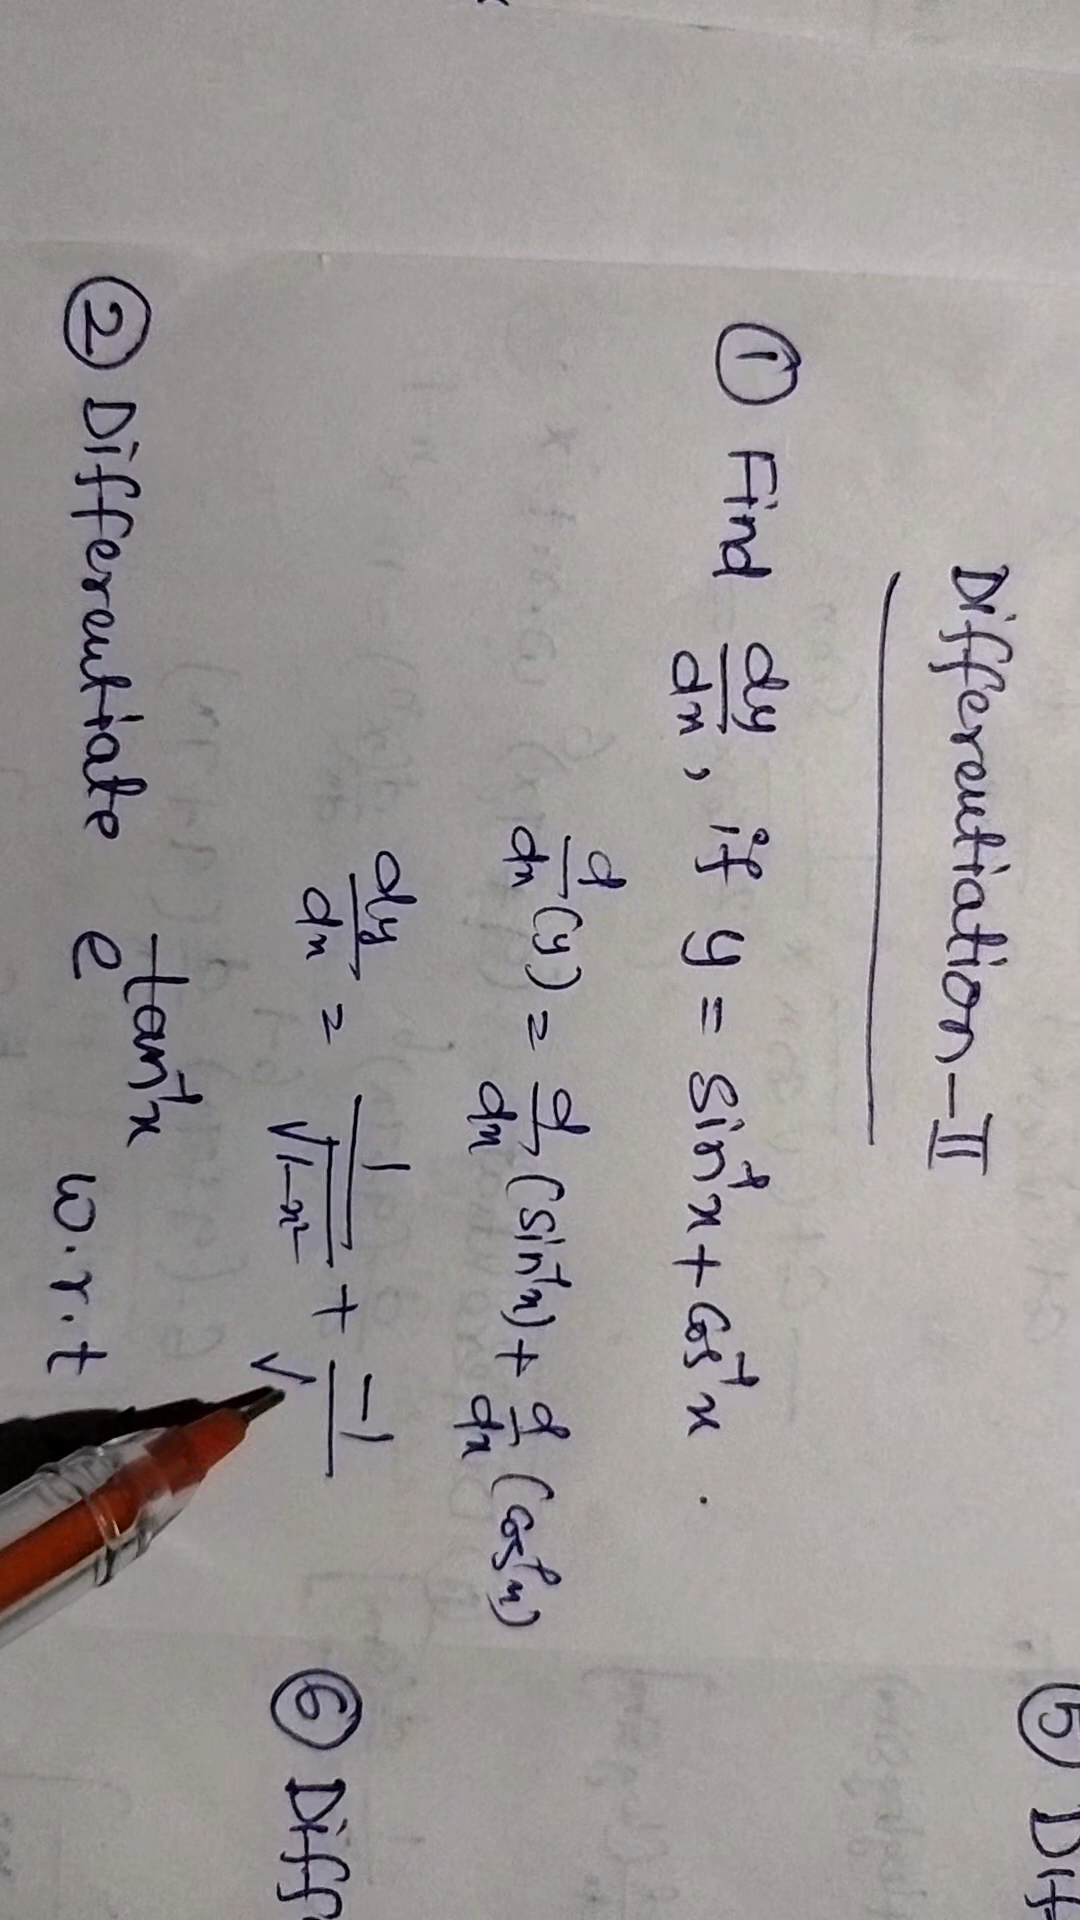 Differentiation-II
① Find dy/dx, if y = Sin⁻¹x + Cos⁻¹x.
d/dx (y) = d/dx (Sin⁻¹x) + d/dx (Cos⁻¹x)
dy/dx = 1/√1-x² + -1/√
② Differentiate e^tan⁻¹x w.r.t
⑤ Dif
⑥ Diff